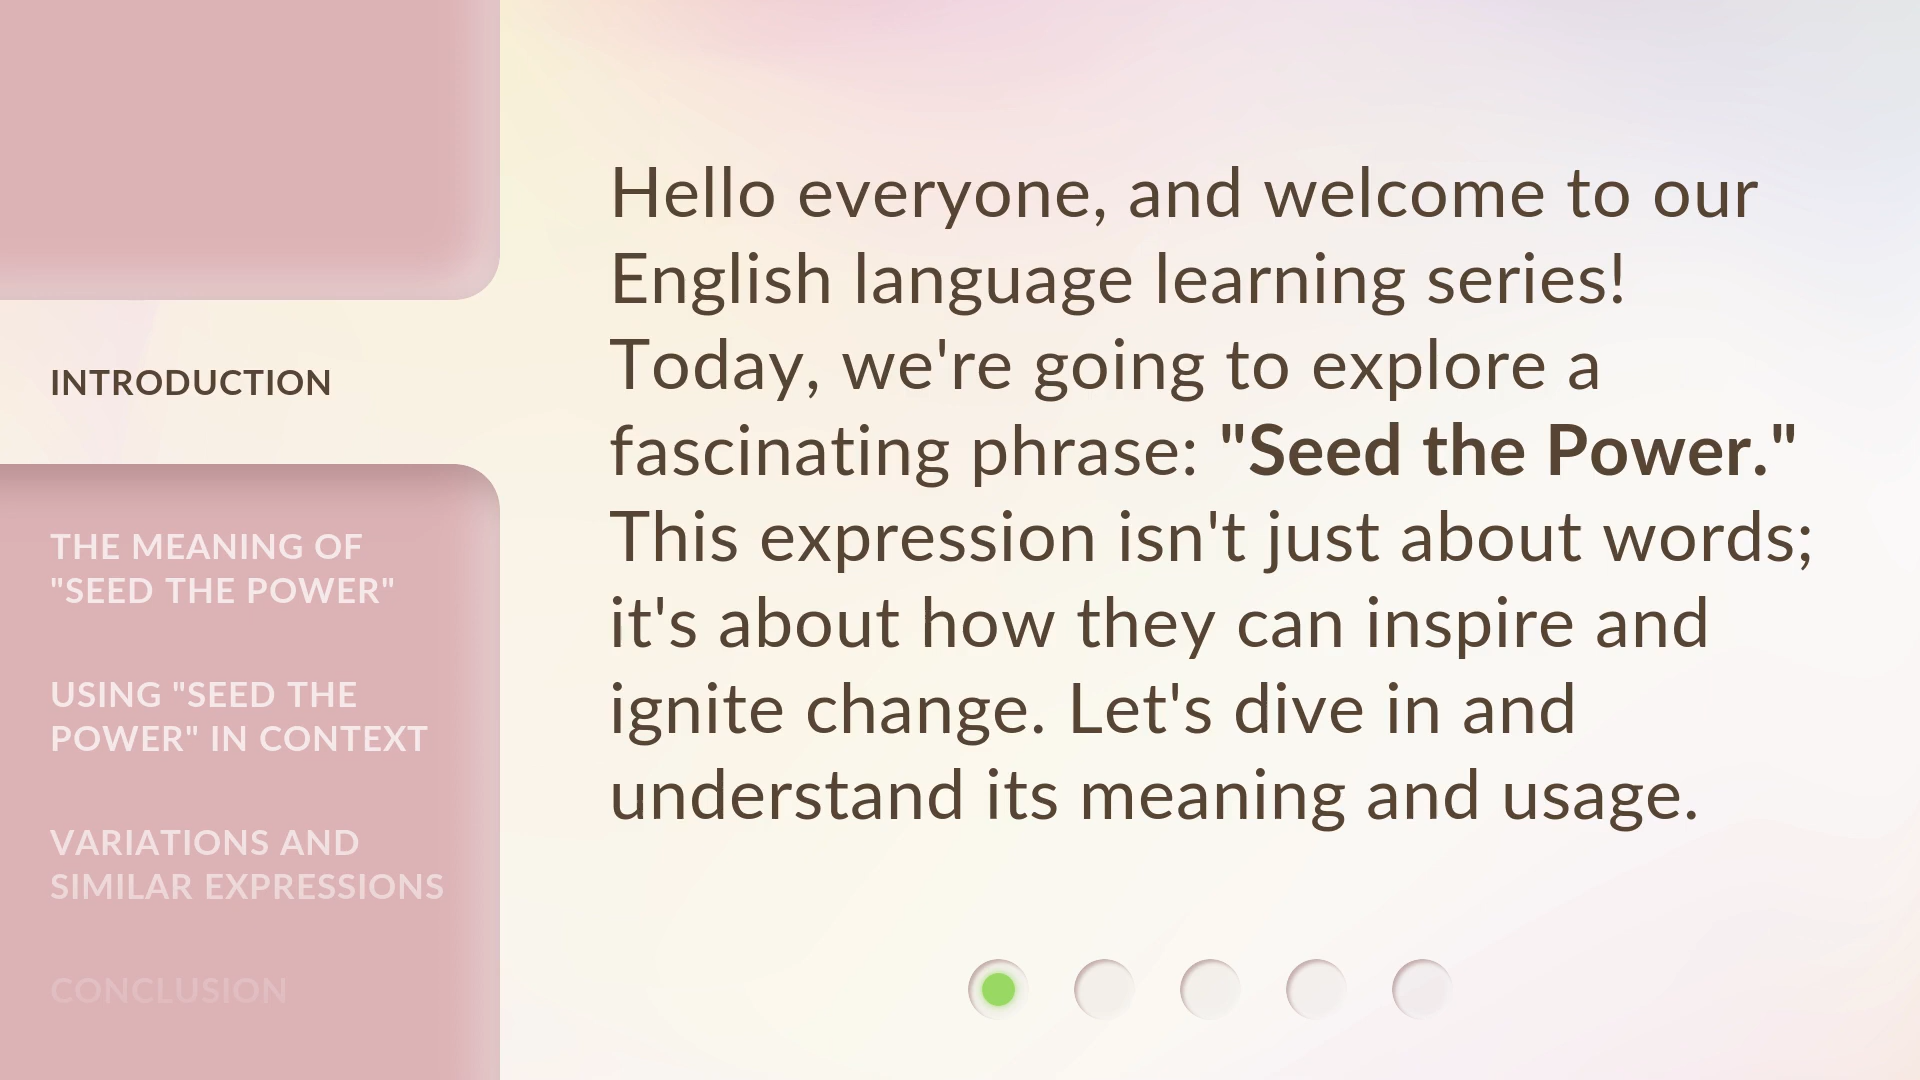 INTRODUCTION
THE MEANING OF
"SEED THE POWER"
USING "SEED THE
POWER" IN CONTEXT
VARIATIONS AND
SIMILAR EXPRESSIONS
CONCLUSION
Hello everyone, and welcome to our
English language learning series!
Today, we're going to explore a
fascinating phrase: "Seed the Power."
This expression isn't just about words;
it's about how they can inspire and
ignite change. Let's dive in and
understand its meaning and usage.